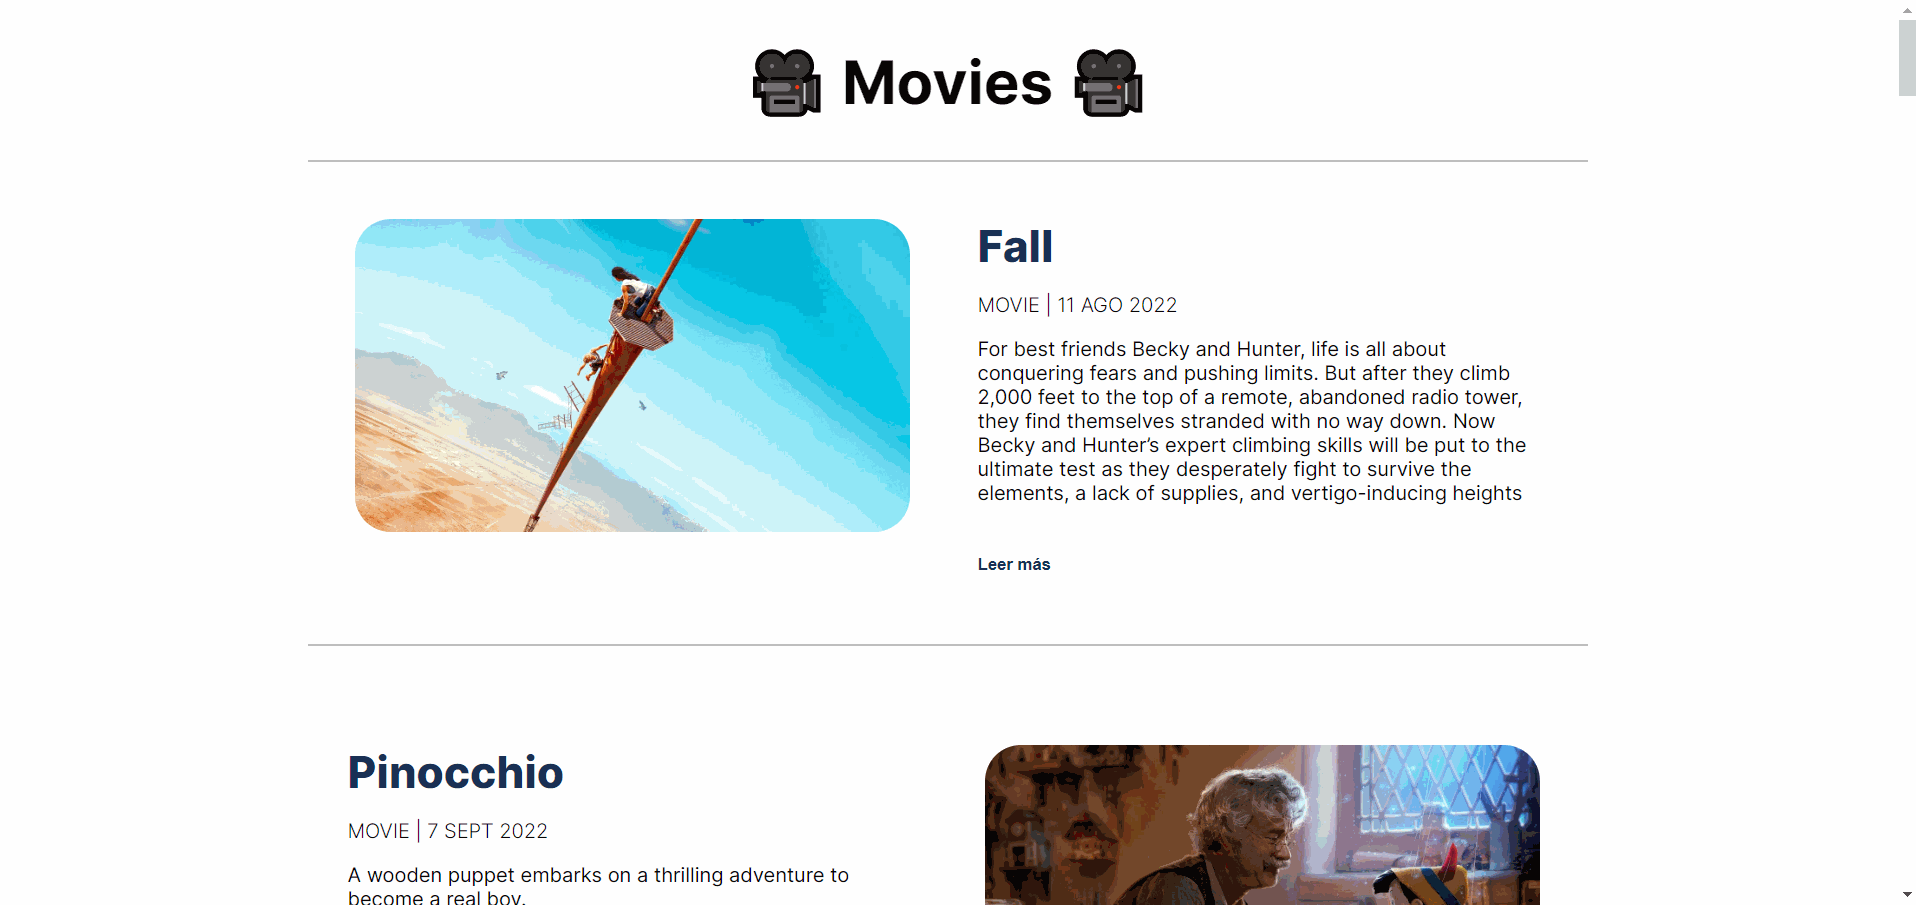 Movies
Fall
MOVIE | 11 AGO 2022
For best friends Becky and Hunter, life is all about
conquering fears and pushing limits. But after they climb
2,000 feet to the top of a remote, abandoned radio tower,
they find themselves stranded with no way down. Now
Becky and Hunter’s expert climbing skills will be put to the
ultimate test as they desperately fight to survive the
elements, a lack of supplies, and vertigo-inducing heights
Leer más
Pinocchio
MOVIE | 7 SEPT 2022
A wooden puppet embarks on a thrilling adventure to
become a real boy.